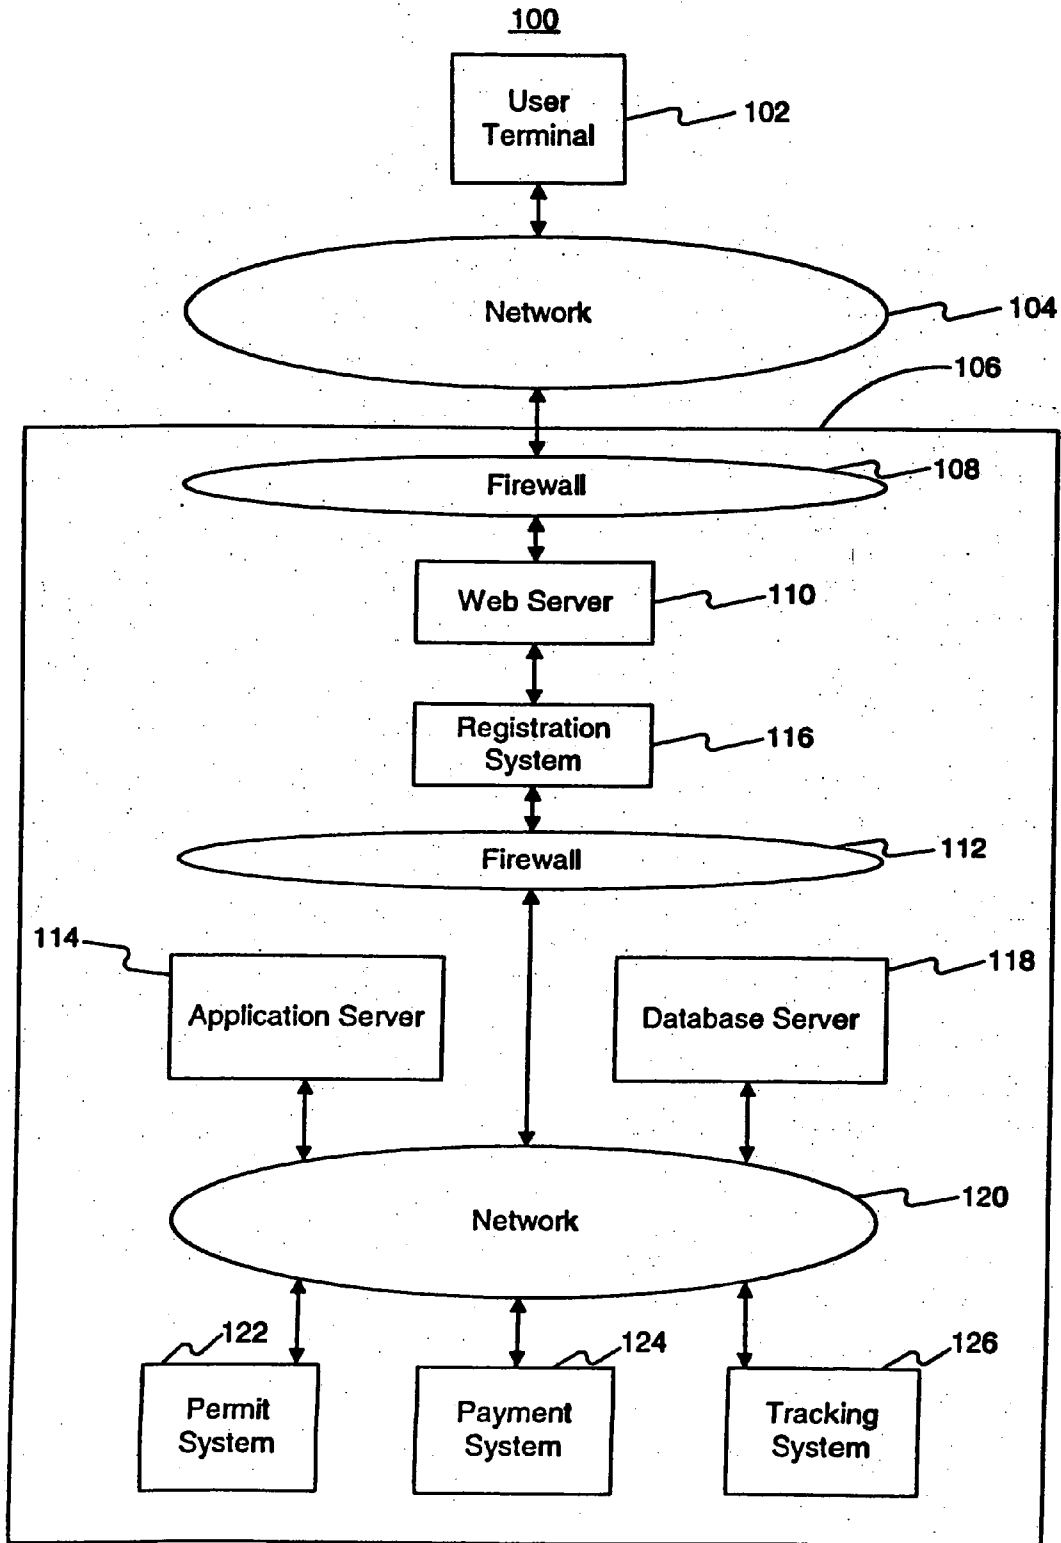 100
User
Terminal
102
Network
104
106
Firewall
108
Web Server
110
Registration
System
116
Firewall
112
114
Application Server
118
Database Server
Network
120
122
Permit
System
124
Payment
System
126
Tracking
System